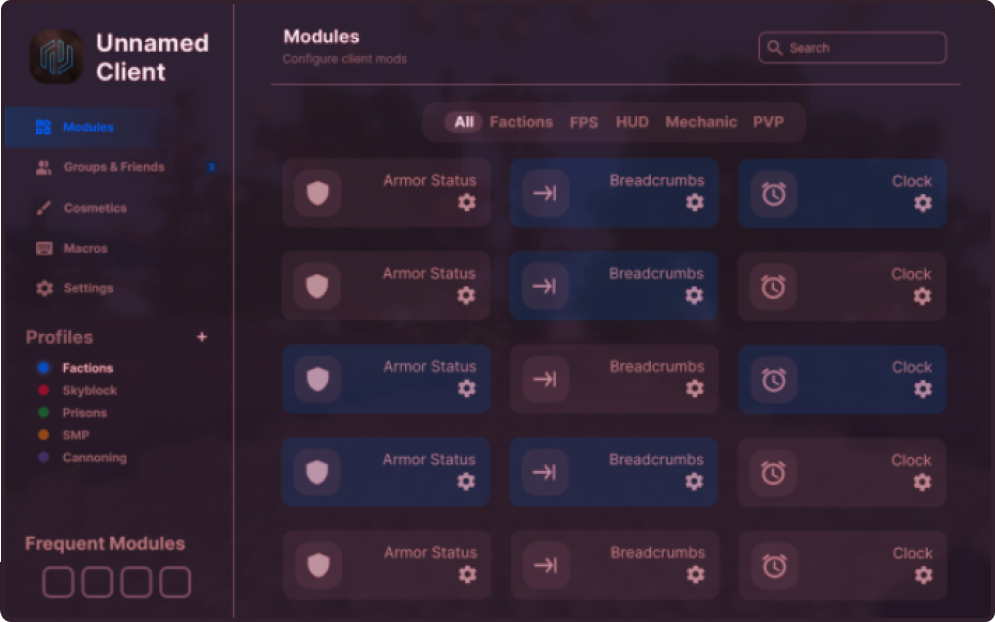 Unnamed
Client
Modules
Groups & Friends
Cosmetics
Macros
Settings
Profiles +
Factions
Skyblock
Prisons
SMP
Cannoning
Frequent Modules
Modules
Configure client mods
Search
All Factions FPS HUD Mechanic PVP
Armor Status Breadcrumbs Clock
Armor Status Breadcrumbs Clock
Armor Status Breadcrumbs Clock
Armor Status Breadcrumbs Clock
Armor Status Breadcrumbs Clock